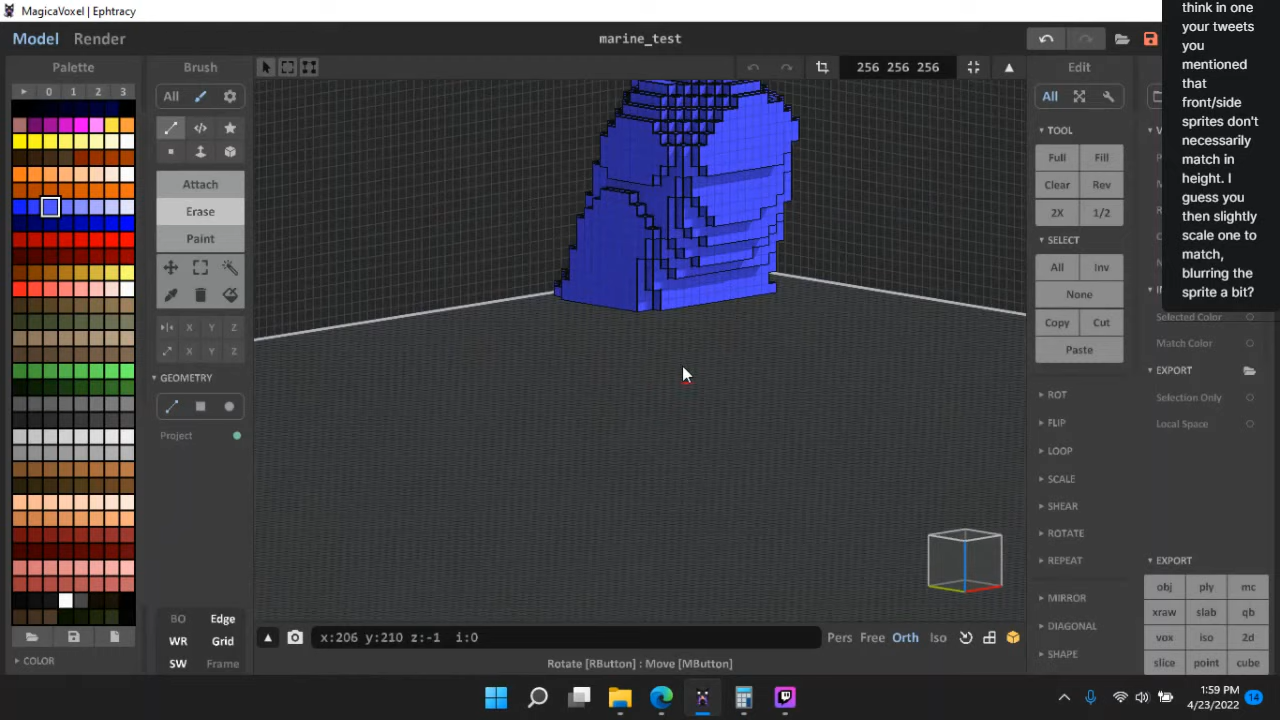 MagicaVoxel | Ephtracy
Model Render
marine_test
think in one
your tweets
you
mentioned
that
front/side
sprites don't
necessarily
match in
height. I
guess you
then slightly
scale one to
match,
blurring the
sprite a bit?
Palette
Brush
256 256 256
Edit
0 1 2 3
All
All
TOOL
Full Fill
Clear Rev
2X 1/2
SELECT
All Inv
None
Copy Cut
Paste
ROT
FLIP
LOOP
SCALE
SHEAR
ROTATE
REPEAT
MIRROR
DIAGONAL
SHAPE
Attach
Erase
Paint
X Y Z
X Y Z
GEOMETRY
Project
Selected Color
Match Color
EXPORT
Selection Only
Local Space
EXPORT
obj ply mc
xraw slab qb
vox iso 2d
slice point cube
BO Edge
WR Grid
SW Frame
COLOR
x:206 y:210 z:-1 i:0
Pers Free Orth Iso
Rotate [RButton] : Move [MButton]
1:59 PM
4/23/2022
14